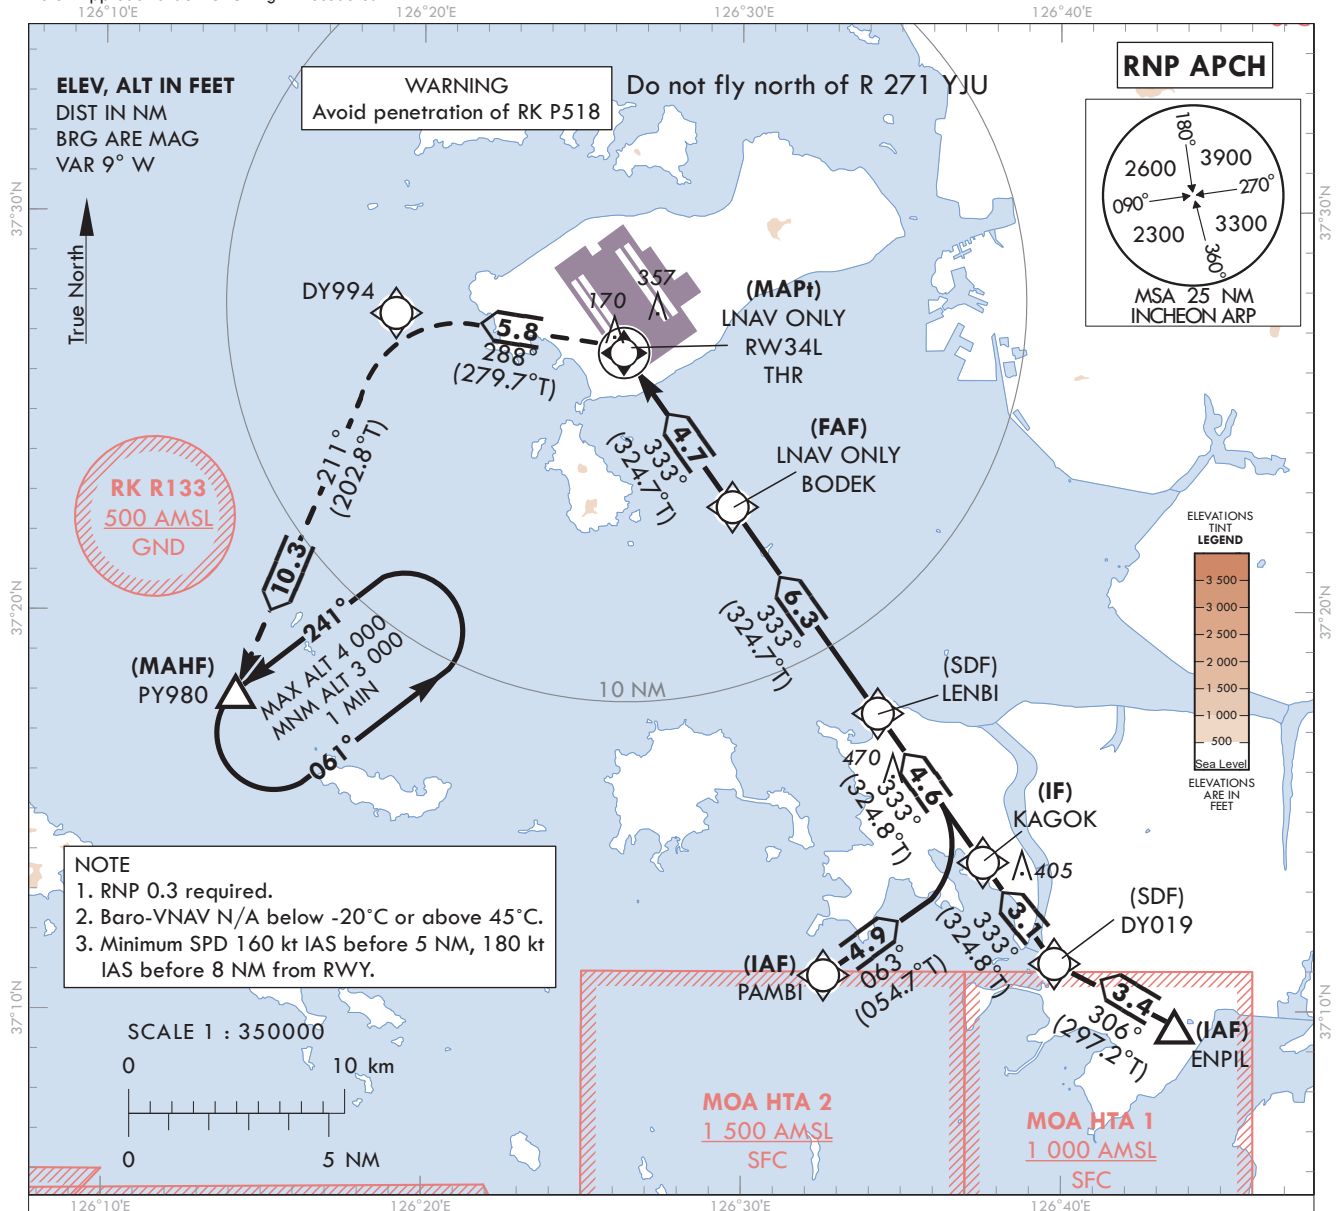 126°10'E
126°20'E
126°30'E
126°40'E
ELEV, ALT IN FEET
DIST IN NM
BRG ARE MAG
VAR 9° W
WARNING
Avoid penetration of RK P518
Do not fly north of R 271 YJU
RNP APCH
180°
2600
3900
090°
270°
2300
3300
360°
MSA 25 NM
INCHEON ARP
37°30'N
37°30'N
True North
DY994
357
170
5.8
288°
(279.7°T)
(MAPt)
LNAV ONLY
RW34L
THR
4.7
333°
(324.7°T)
(FAF)
LNAV ONLY
BODEK
211°
(202.8°T)
RK R133
500 AMSL
GND
10.3
6.3
333°
(324.7°T)
ELEVATIONS
TINT
LEGEND
3 500
3 000
2 500
2 000
1 500
1 000
500
Sea Level
ELEVATIONS
ARE IN
FEET
37°20'N
37°20'N
241°
MAX ALT 4 000
MNM ALT 3 000
1 MIN
061°
(MAHF)
PY980
10 NM
(SDF)
LENBI
470
4.6
333°
(324.8°T)
(IF)
KAGOK
405
3.1
333°
(324.8°T)
(SDF)
DY019
NOTE
1. RNP 0.3 required.
2. Baro-VNAV N/A below -20°C or above 45°C.
3. Minimum SPD 160 kt IAS before 5 NM, 180 kt
IAS before 8 NM from RWY.
4.9
063°
(054.7°T)
(IAF)
PAMBI
3.4
306°
(297.2°T)
(IAF)
ENPIL
37°10'N
37°10'N
SCALE 1 : 350000
0
10 km
0
5 NM
MOA HTA 2
1 500 AMSL
SFC
MOA HTA 1
1 000 AMSL
SFC
126°10'E
126°20'E
126°30'E
126°40'E